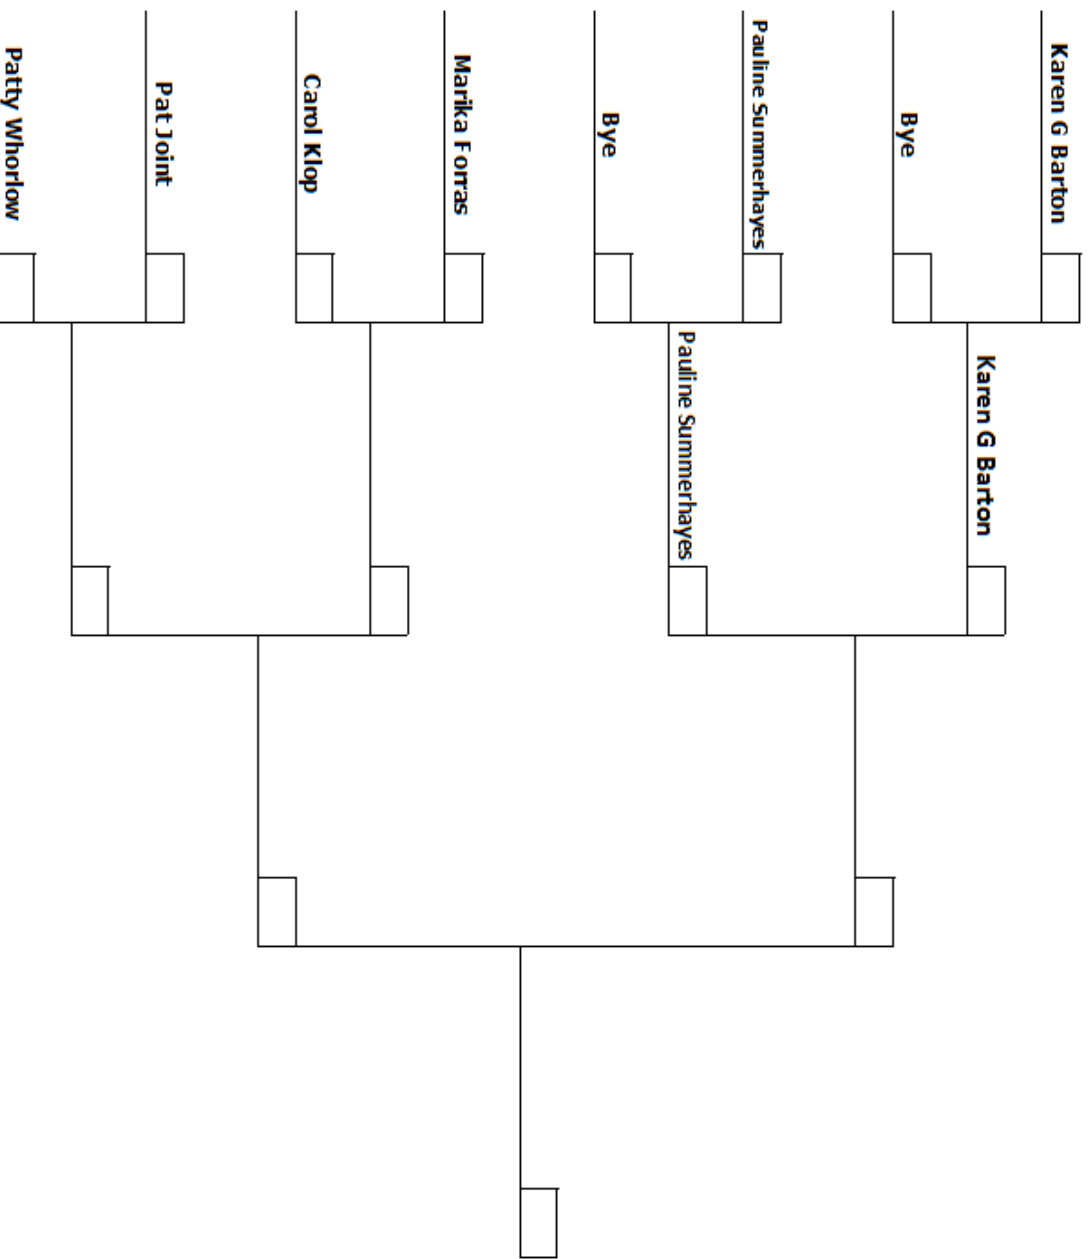 Karen G Barton
Bye
Pauline Summerhayes
Bye
Marika Forras
Carol Klop
Pat Joint
Patty Whorlow
Karen G Barton
Pauline Summerhayes